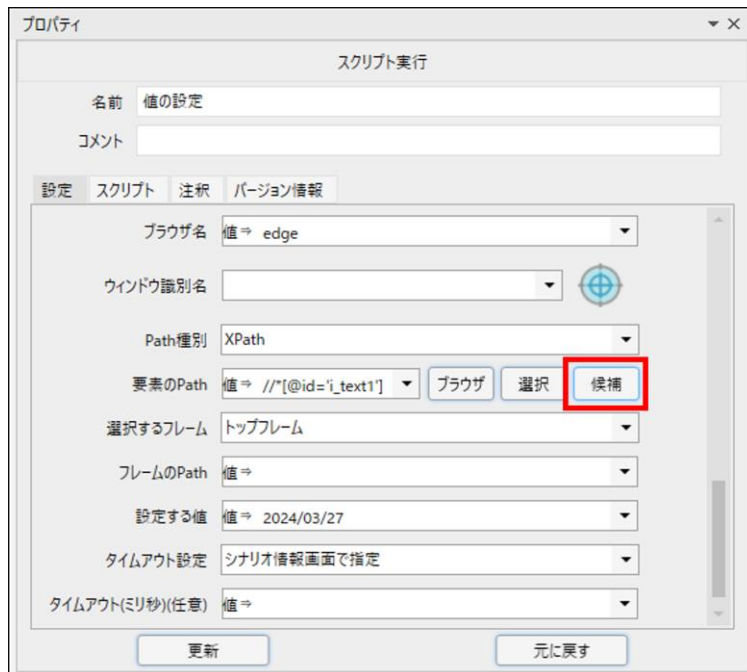 プロパティ
スクリプト実行
名前 値の設定
コメント
設定 スクリプト 注釈 バージョン情報
ブラウザ名 値⇒ edge
ウィンドウ識別名
Path種別 XPath
要素のPath 値⇒ //*[@id='i_text1'] ブラウザ 選択 候補
選択するフレーム トップフレーム
フレームのPath 値⇒
設定する値 値⇒ 2024/03/27
タイムアウト設定 シナリオ情報画面で指定
タイムアウト(ミリ秒)(任意) 値⇒
更新 元に戻す